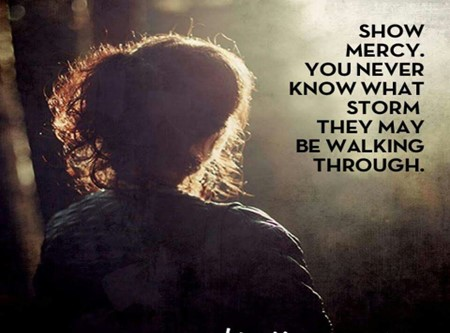 SHOW
MERCY.
YOU NEVER
KNOW WHAT
STORM
THEY MAY
BE WALKING
THROUGH.